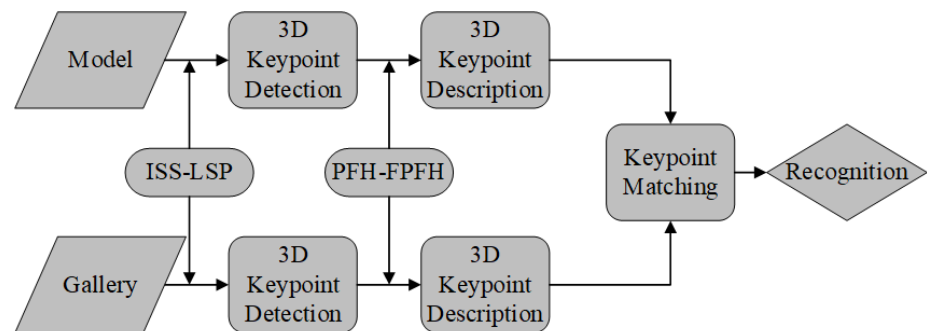 Model
3D
Keypoint
Detection
3D
Keypoint
Description
ISS-LSP
PFH-FPFH
Keypoint
Matching
Recognition
Gallery
3D
Keypoint
Detection
3D
Keypoint
Description